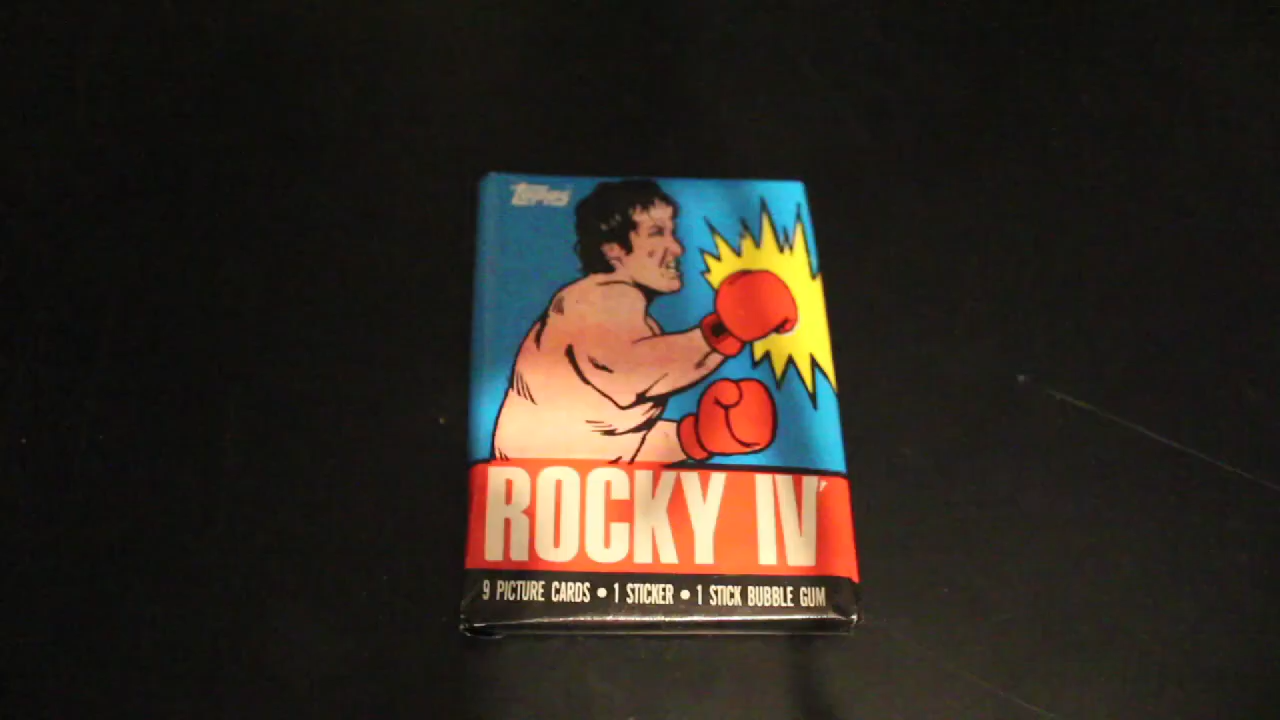 Topps
ROCKY IV
9 PICTURE CARDS • 1 STICKER • 1 STICK BUBBLE GUM